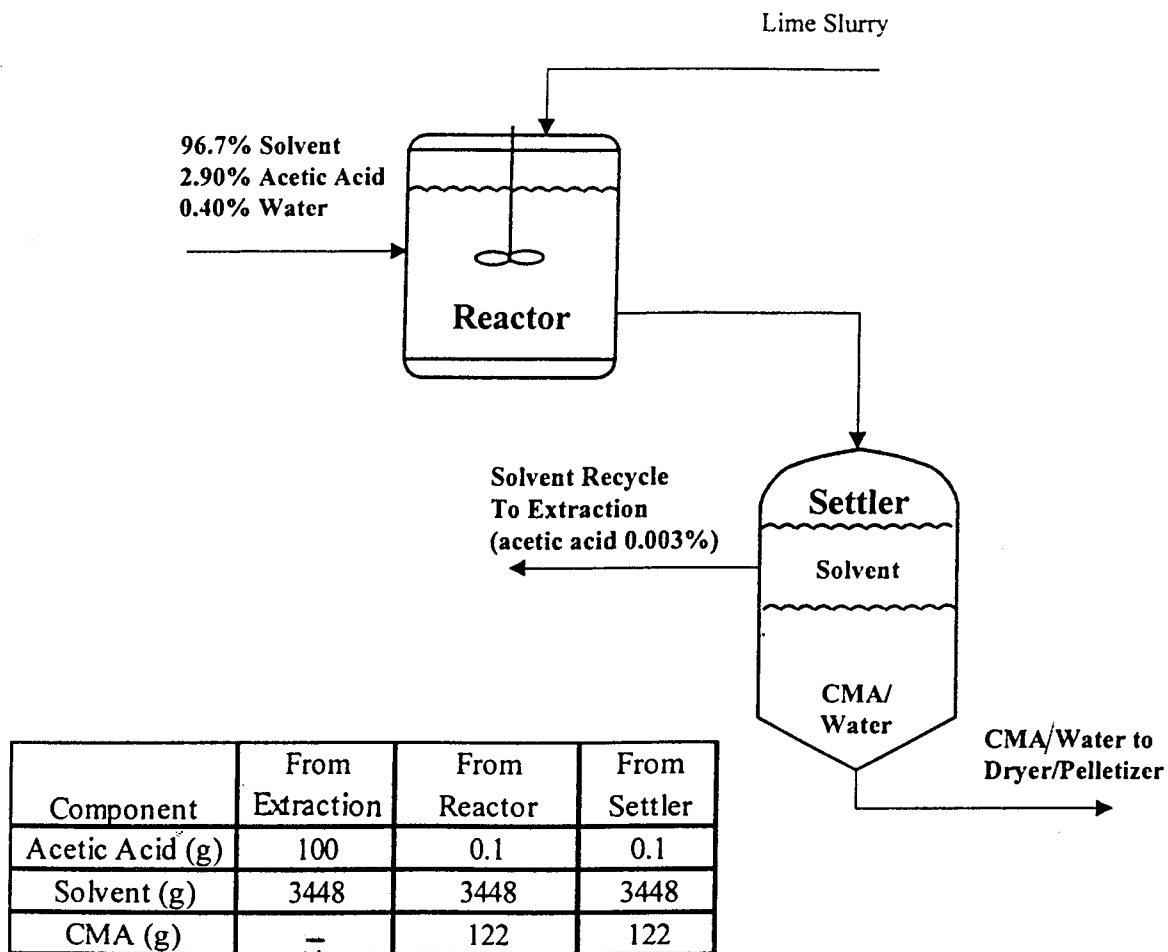 Lime Slurry
96.7% Solvent
2.90% Acetic Acid
0.40% Water
Reactor
Solvent Recycle
To Extraction
(acetic acid 0.003%)
Settler
Solvent
CMA/
Water
CMA/Water to
Dryer/Pelletizer
Component From Extraction From Reactor From Settler
Acetic Acid (g) 100 0.1 0.1
Solvent (g) 3448 3448 3448
CMA (g) – 122 122